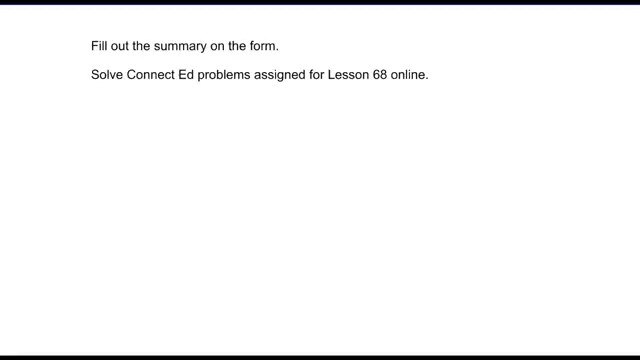 Fill out the summary on the form.
Solve Connect Ed problems assigned for Lesson 68 online.